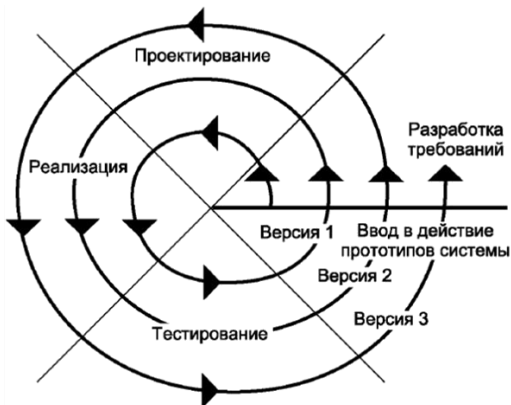 Проектирование
Разработка
требований
Реализация
Версия 1
Ввод в действие
прототипов системы
Версия 2
Версия 3
Тестирование